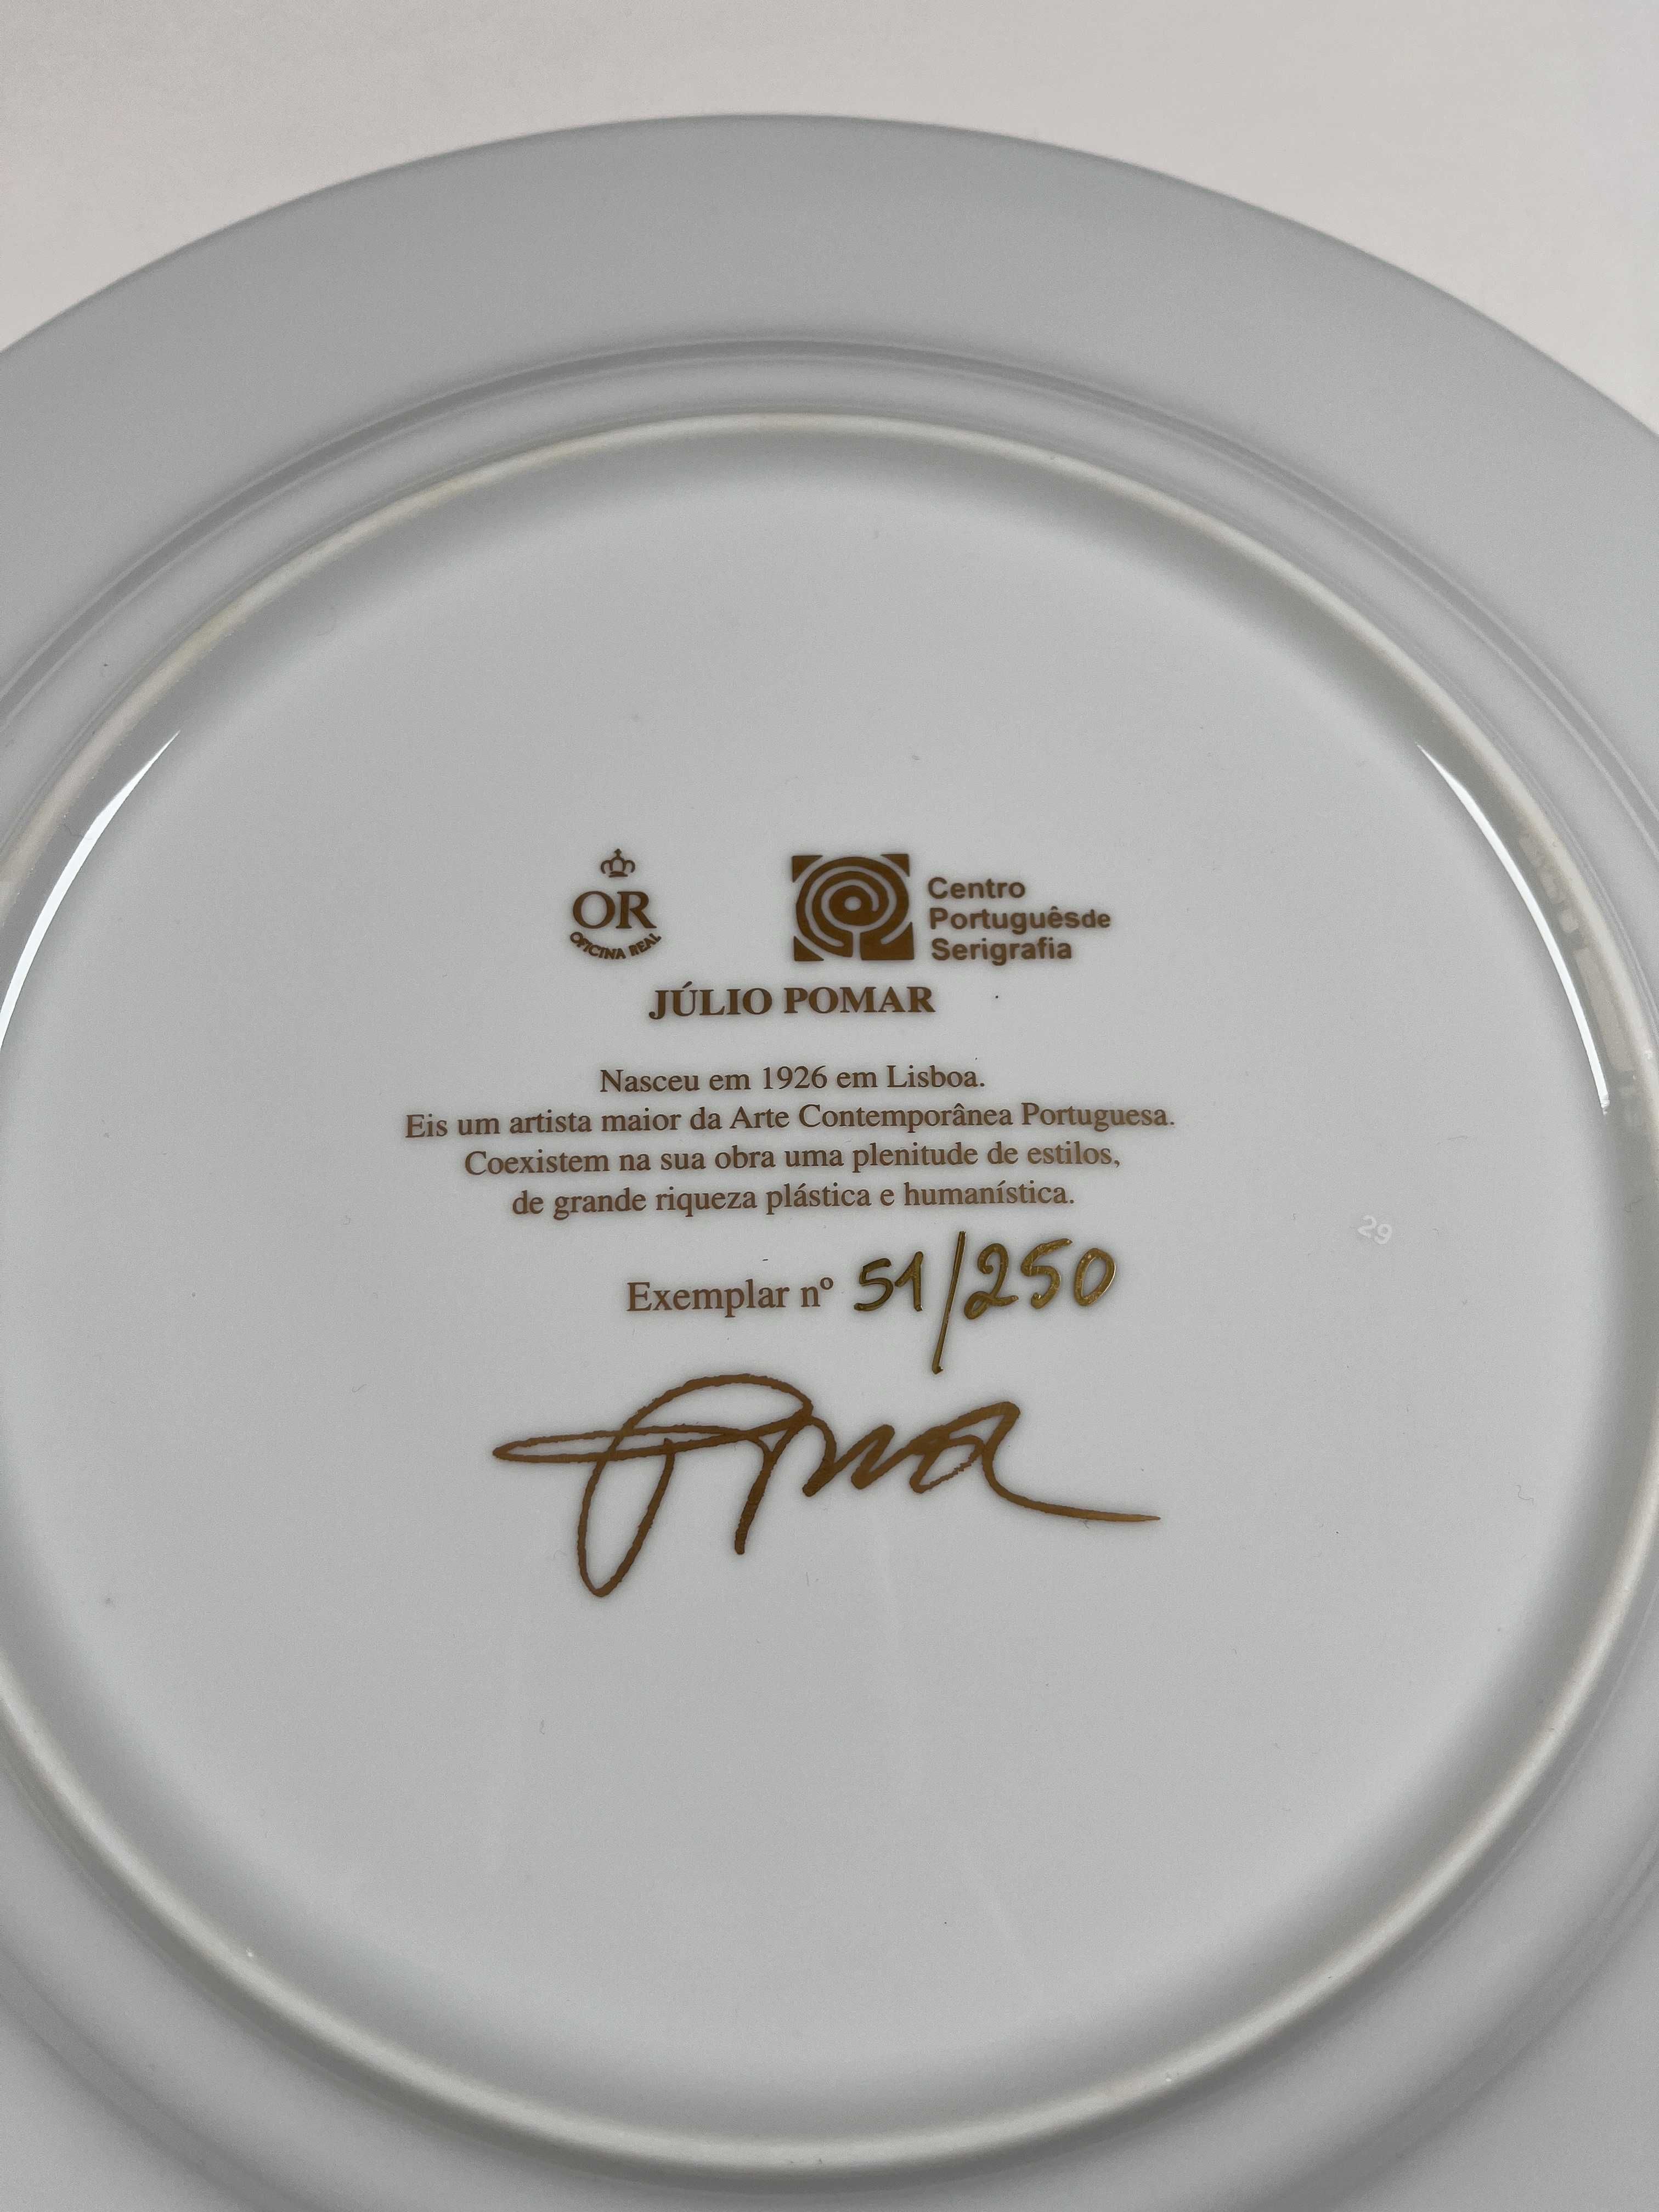 OR
OFICINA REAL
Centro
Portuguêsde
Serigrafia
JÚLIO POMAR
Nasceu em 1926 em Lisboa.
Eis um artista maior da Arte Contemporânea Portuguesa.
Coexistem na sua obra uma plenitude de estilos,
de grande riqueza plástica e humanística.
29
Exemplar nº 51/250
Pomar